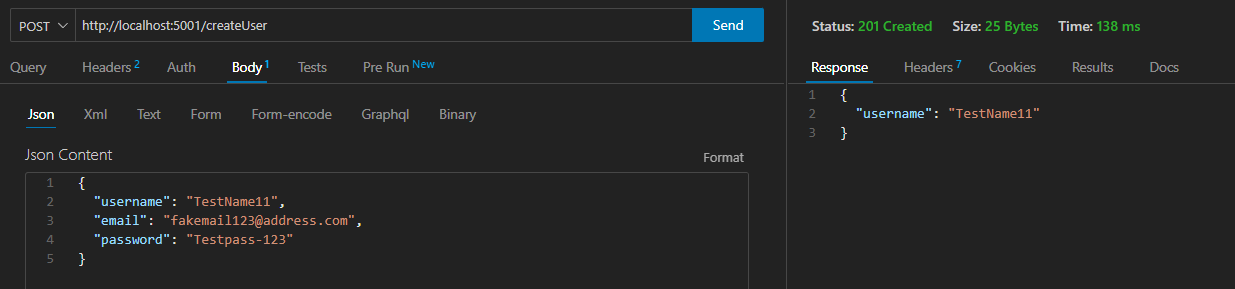 POST http://localhost:5001/createUser Send
Query Headers 2 Auth Body 1 Tests Pre Run New
Json Xml Text Form Form-encode Graphql Binary
Json Content
Format
1 {
2 "username": "TestName11",
3 "email": "fakemail123@address.com",
4 "password": "Testpass-123"
5 }
Status: 201 Created Size: 25 Bytes Time: 138 ms
Response Headers 7 Cookies Results Docs
1 {
2 "username": "TestName11"
3 }